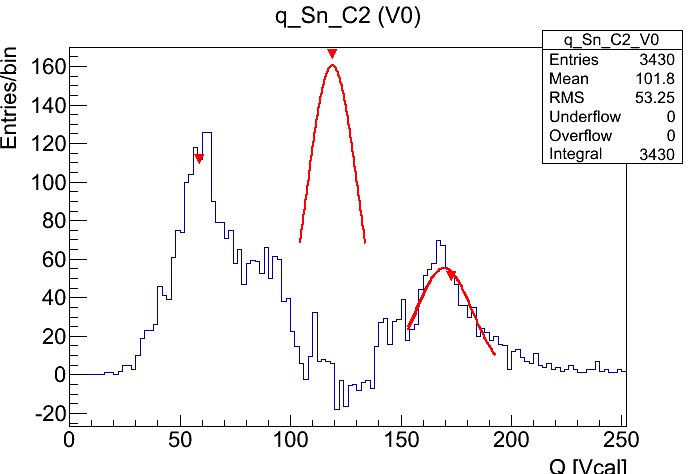 q_Sn_C2 (V0)
q_Sn_C2_V0
Entries 3430
Mean 101.8
RMS 53.25
Underflow 0
Overflow 0
Integral 3430
Entries/bin
160
140
120
100
80
60
40
20
0
-20
0 50 100 150 200 250
Q [Vcal]